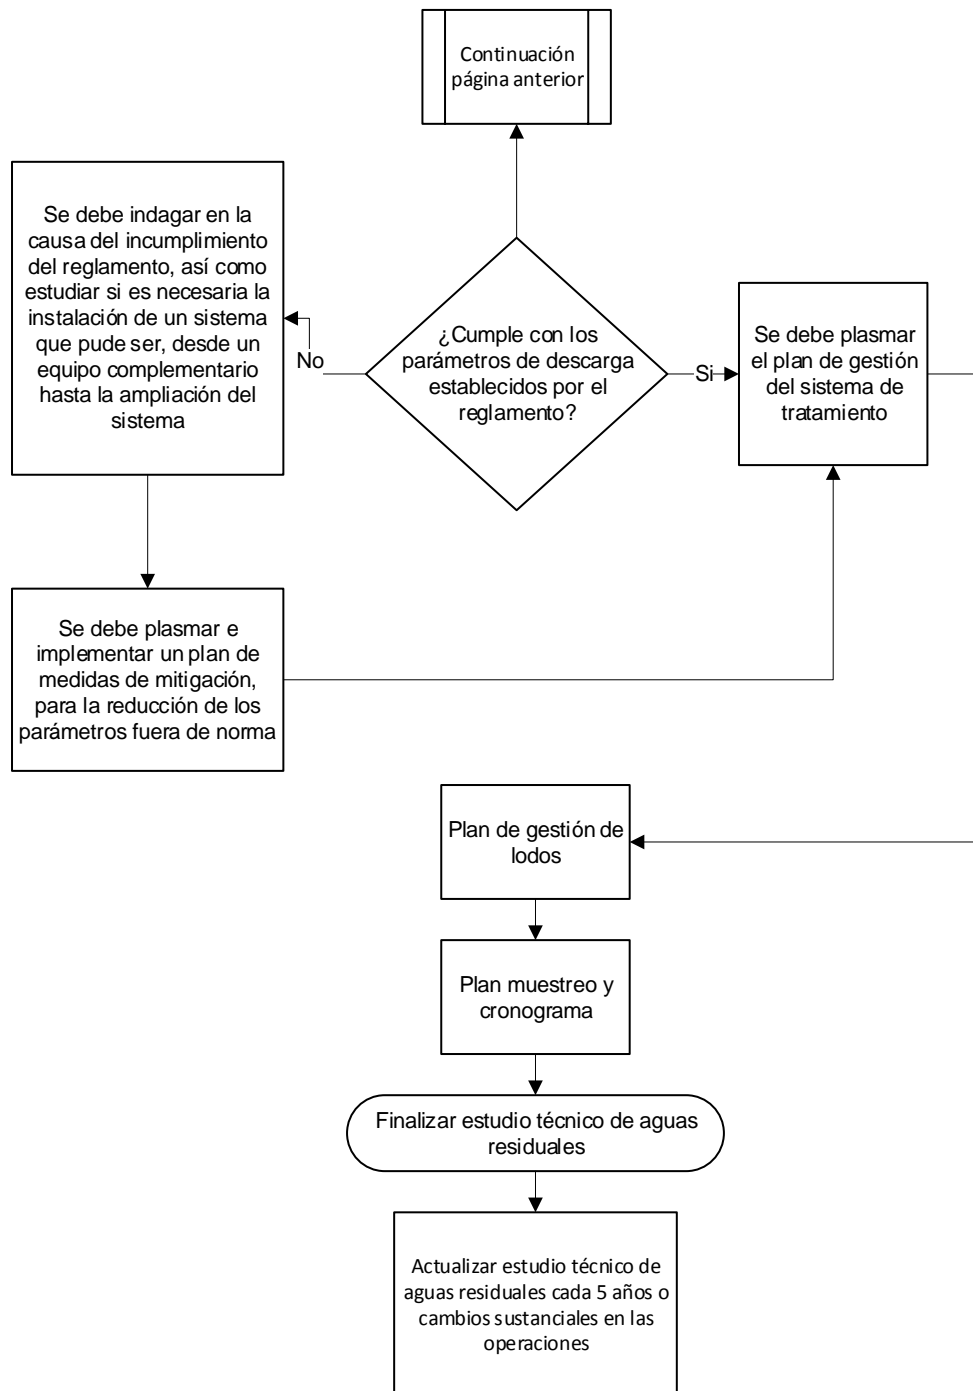 Continuación
página anterior
Se debe indagar en la
causa del incumplimiento
del reglamento, así como
estudiar si es necesaria la
instalación de un sistema
que pude ser, desde un
equipo complementario
hasta la ampliación del
sistema
No
¿Cumple con los
parámetros de descarga
establecidos por el
reglamento?
Si
Se debe plasmar
el plan de gestión
del sistema de
tratamiento
Se debe plasmar e
implementar un plan de
medidas de mitigación,
para la reducción de los
parámetros fuera de norma
Plan de gestión de
lodos
Plan muestreo y
cronograma
Finalizar estudio técnico de aguas
residuales
Actualizar estudio técnico de
aguas residuales cada 5 años o
cambios sustanciales en las
operaciones